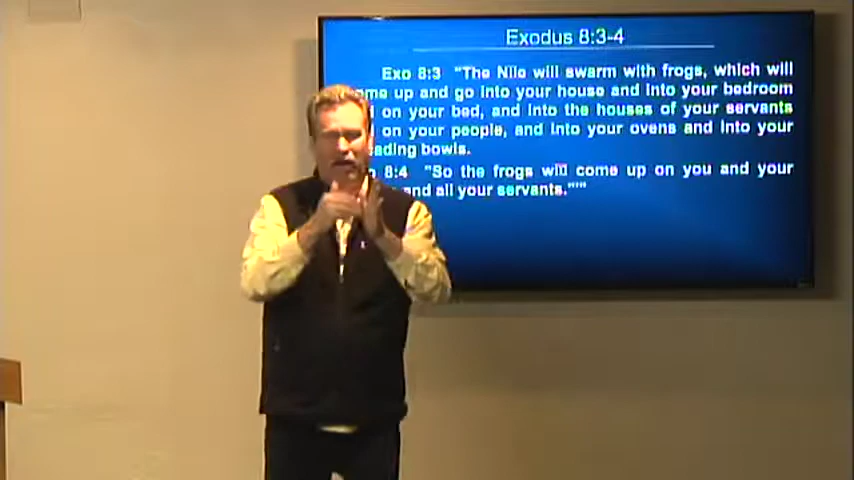 Exodus 8:3-4
Exo 8:3 "The Nile will swarm with frogs, which will
me up and go into your house and into your bedroom
on your bed, and into the houses of your servants
on your people, and into your ovens and into your
eading bowls.
8:4 "So the frogs will come up on you and your
and all your servants.""